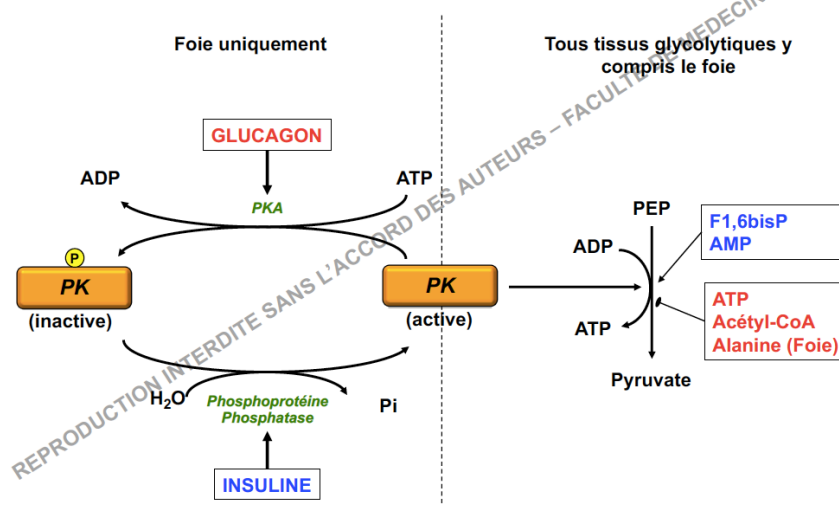 Foie uniquement
Tous tissus glycolytiques y
compris le foie
GLUCAGON
ADP
ATP
PKA
P
PK
(inactive)
PK
(active)
H2O
Phosphoprotéine
Phosphatase
Pi
INSULINE
PEP
ADP
ATP
Pyruvate
F1,6bisP
AMP
ATP
Acétyl-CoA
Alanine (Foie)
REPRODUCTION INTERDITE SANS L'ACCORD DES AUTEURS – FACULTE DE MEDECIN